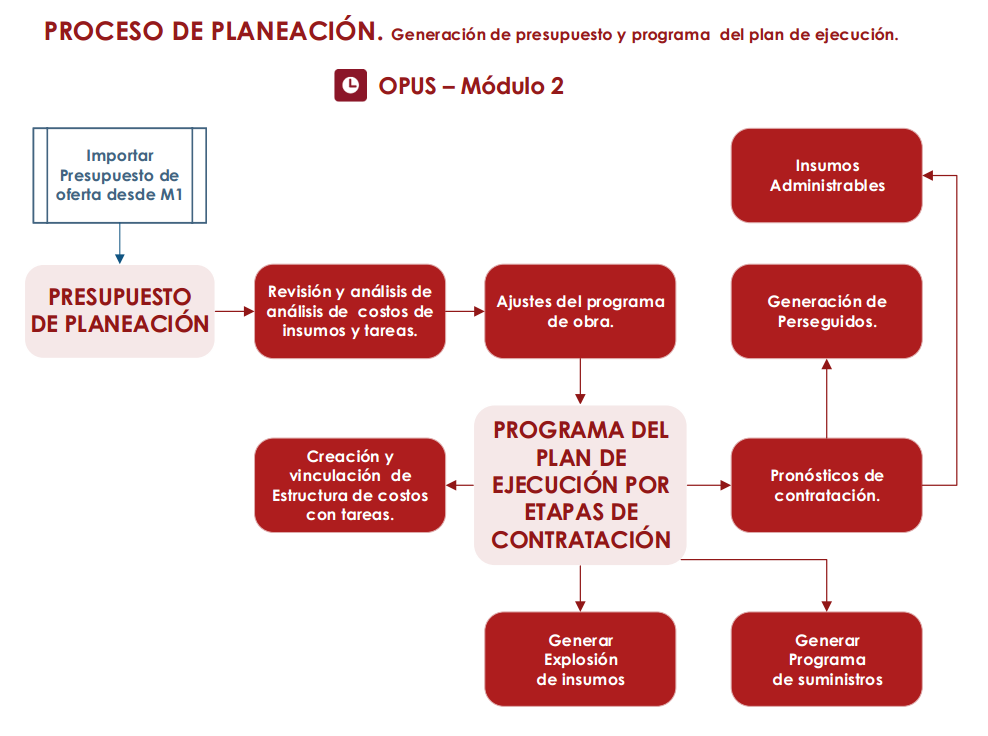 PROCESO DE PLANEACIÓN. Generación de presupuesto y programa del plan de ejecución.
OPUS – Módulo 2
Importar
Presupuesto de
oferta desde M1
Insumos
Administrables
PRESUPUESTO
DE PLANEACIÓN
Revisión y análisis de
análisis de costos de
insumos y tareas.
Ajustes del programa
de obra.
Generación de
Perseguidos.
Creación y
vinculación de
Estructura de costos
con tareas.
PROGRAMA DEL
PLAN DE
EJECUCIÓN POR
ETAPAS DE
CONTRATACIÓN
Pronósticos de
contratación.
Generar
Explosión
de insumos
Generar
Programa
de suministros